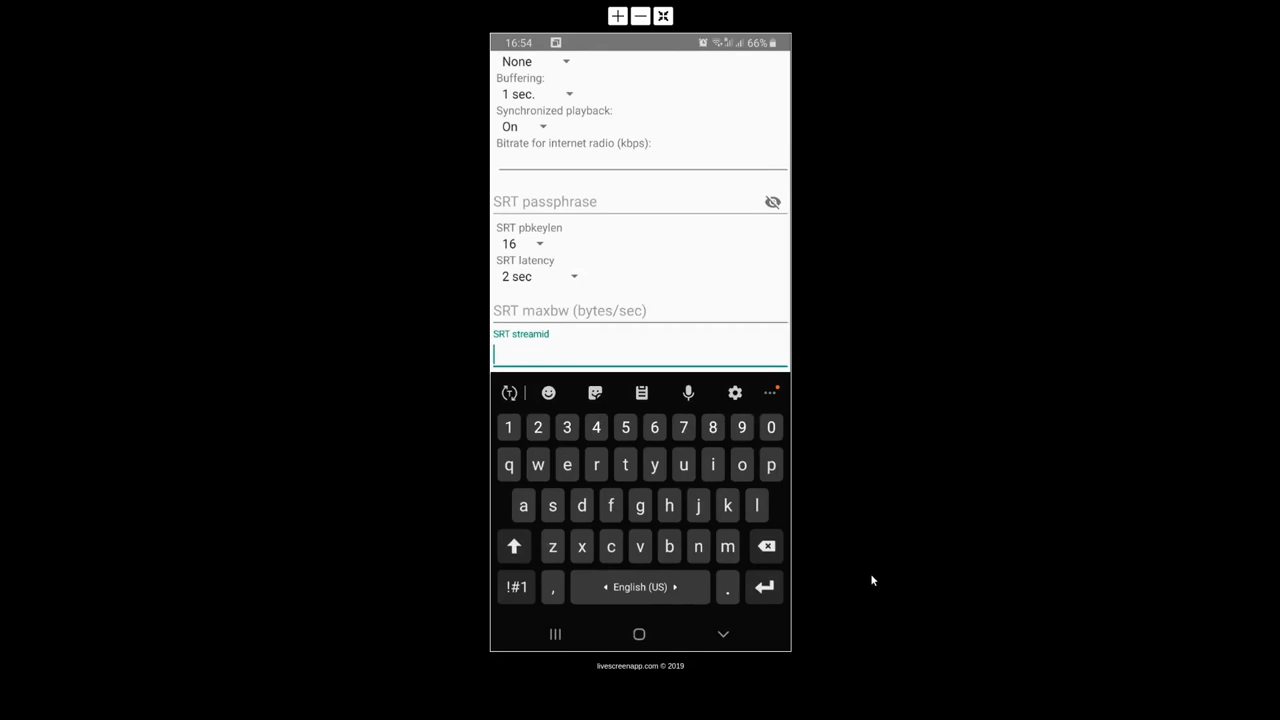 16:54 66%
None
Buffering:
1 sec.
Synchronized playback:
On
Bitrate for internet radio (kbps):
SRT passphrase
SRT pbkeylen
16
SRT latency
2 sec
SRT maxbw (bytes/sec)
SRT streamid
1 2 3 4 5 6 7 8 9 0
q w e r t y u i o p
a s d f g h j k l
z x c v b n m
!#1 , English (US) .
livescreenapp.com © 2019